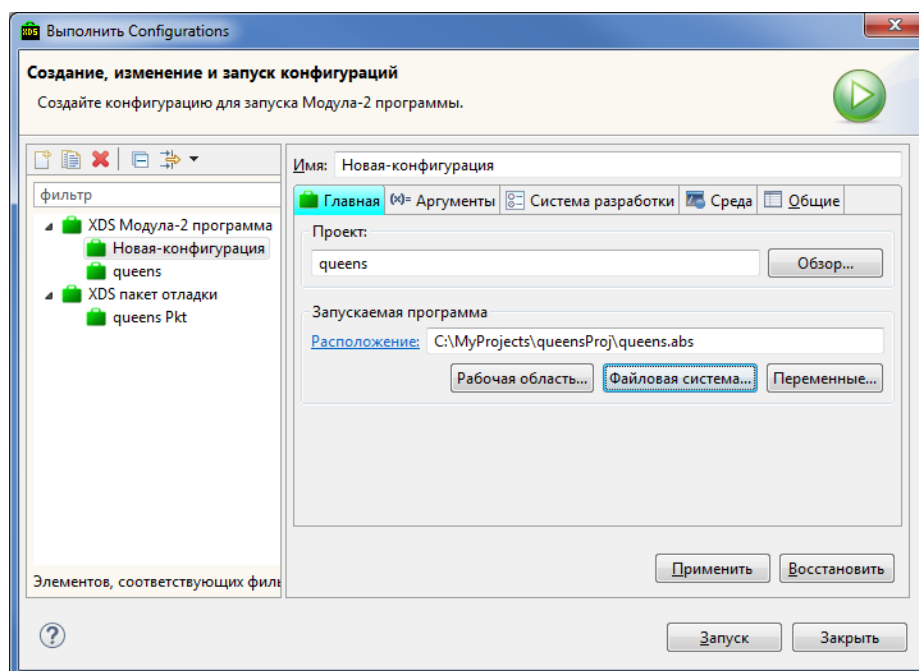 XDS Выполнить Configurations
Создание, изменение и запуск конфигураций
Создайте конфигурацию для запуска Модула-2 программы.
фильтр
XDS Модула-2 программа
Новая-конфигурация
queens
XDS пакет отладки
queens Pkt
Элементов, соответствующих
Имя: Новая-конфигурация
Главная (x)= Аргументы Система разработки Среда Общие
Проект:
queens Обзор...
Запускаемая программа
Расположение: C:\MyProjects\queensProj\queens.abs
Рабочая область... Файловая система... Переменные...
Применить Восстановить
Запуск Закрыть